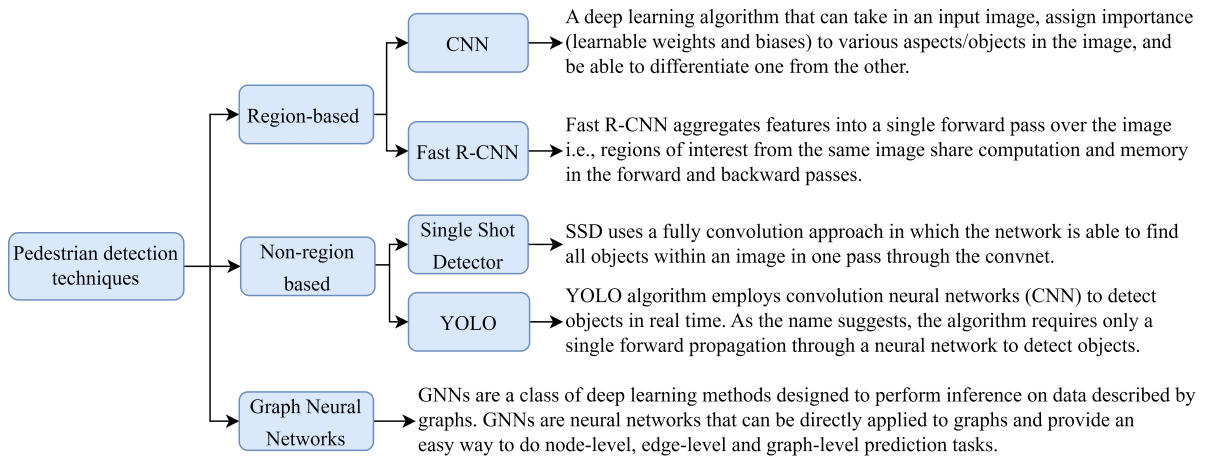 Pedestrian detection
techniques
Region-based
CNN
A deep learning algorithm that can take in an input image, assign importance
(learnable weights and biases) to various aspects/objects in the image, and
be able to differentiate one from the other.
Fast R-CNN
Fast R-CNN aggregates features into a single forward pass over the image
i.e., regions of interest from the same image share computation and memory
in the forward and backward passes.
Non-region
based
Single Shot
Detector
SSD uses a fully convolution approach in which the network is able to find
all objects within an image in one pass through the convnet.
YOLO
YOLO algorithm employs convolution neural networks (CNN) to detect
objects in real time. As the name suggests, the algorithm requires only a
single forward propagation through a neural network to detect objects.
Graph Neural
Networks
GNNs are a class of deep learning methods designed to perform inference on data described by
graphs. GNNs are neural networks that can be directly applied to graphs and provide an
easy way to do node-level, edge-level and graph-level prediction tasks.